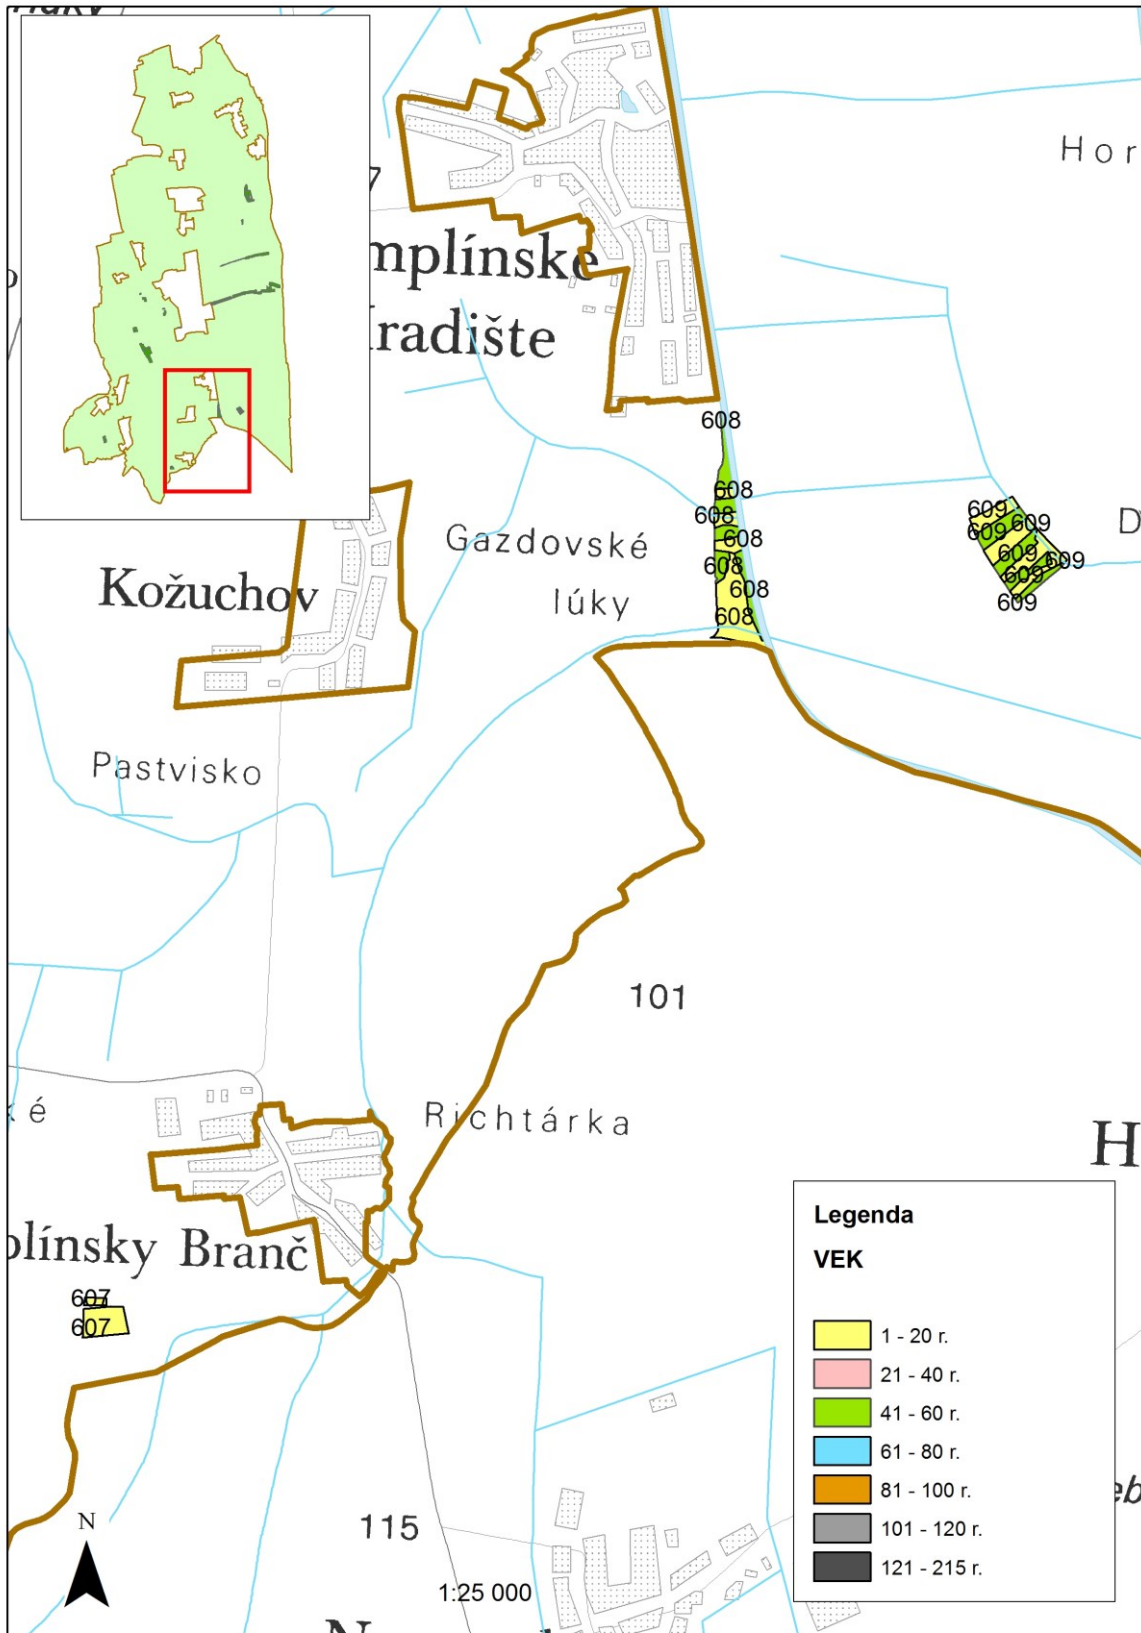 Hor
7
mplínske
radište
608
608
608
608
608
608
608
609
609
609
609
609
609
609
D
Gazdovské
lúky
Kožuchov
Pastvisko
101
é
Richtárka
H
plínsky Branč
607
607
115
N
1:25 000
Legenda
VEK
1 - 20 r.
21 - 40 r.
41 - 60 r.
61 - 80 r.
81 - 100 r.
101 - 120 r.
121 - 215 r.
eb